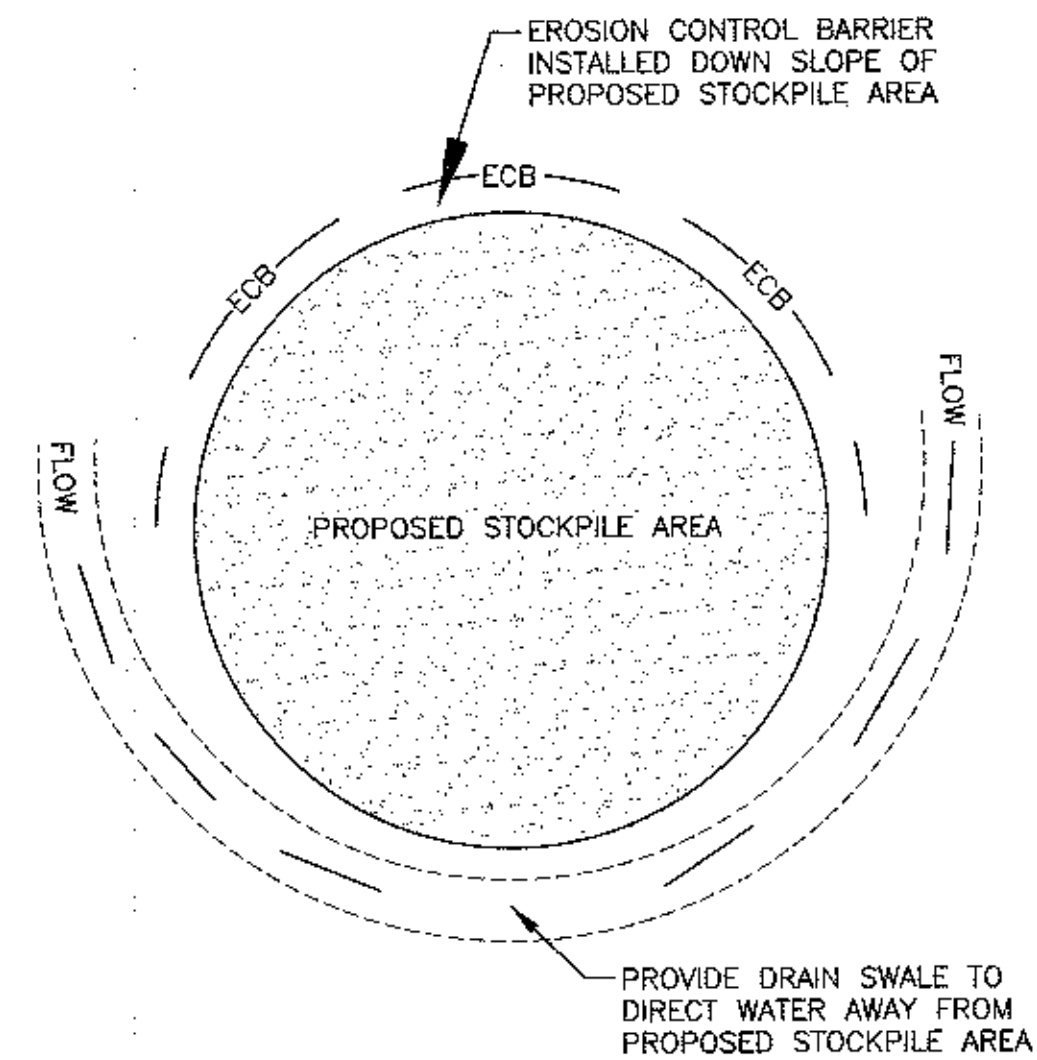 EROSION CONTROL BARRIER
INSTALLED DOWN SLOPE OF
PROPOSED STOCKPILE AREA
ECB
ECB
ECB
FLOW
FLOW
PROPOSED STOCKPILE AREA
PROVIDE DRAIN SWALE TO
DIRECT WATER AWAY FROM
PROPOSED STOCKPILE AREA